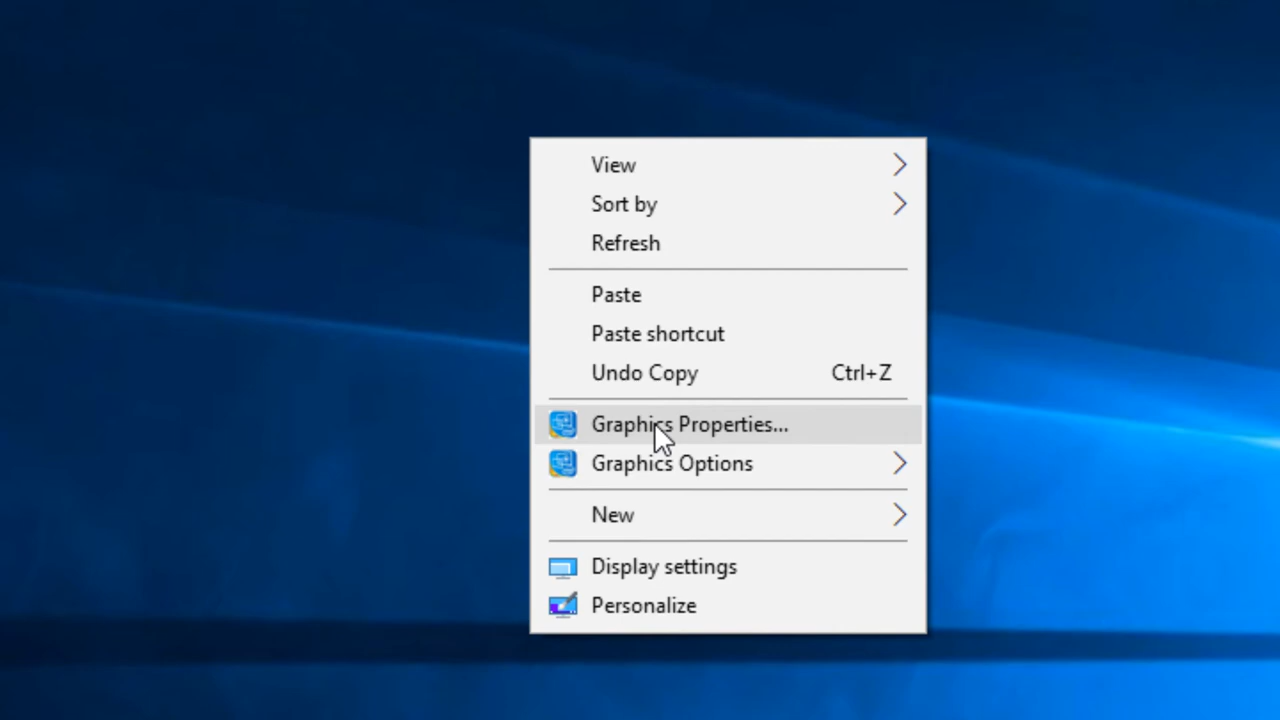 View
Sort by
Refresh
Paste
Paste shortcut
Undo Copy Ctrl+Z
Graphics Properties...
Graphics Options
New
Display settings
Personalize